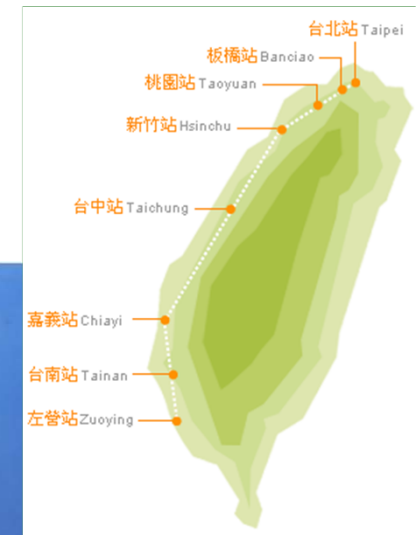 台北站 Taipei
板橋站 Banciao
桃園站 Taoyuan
新竹站 Hsinchu
台中站 Taichung
嘉義站 Chiayi
台南站 Tainan
左營站 Zuoying